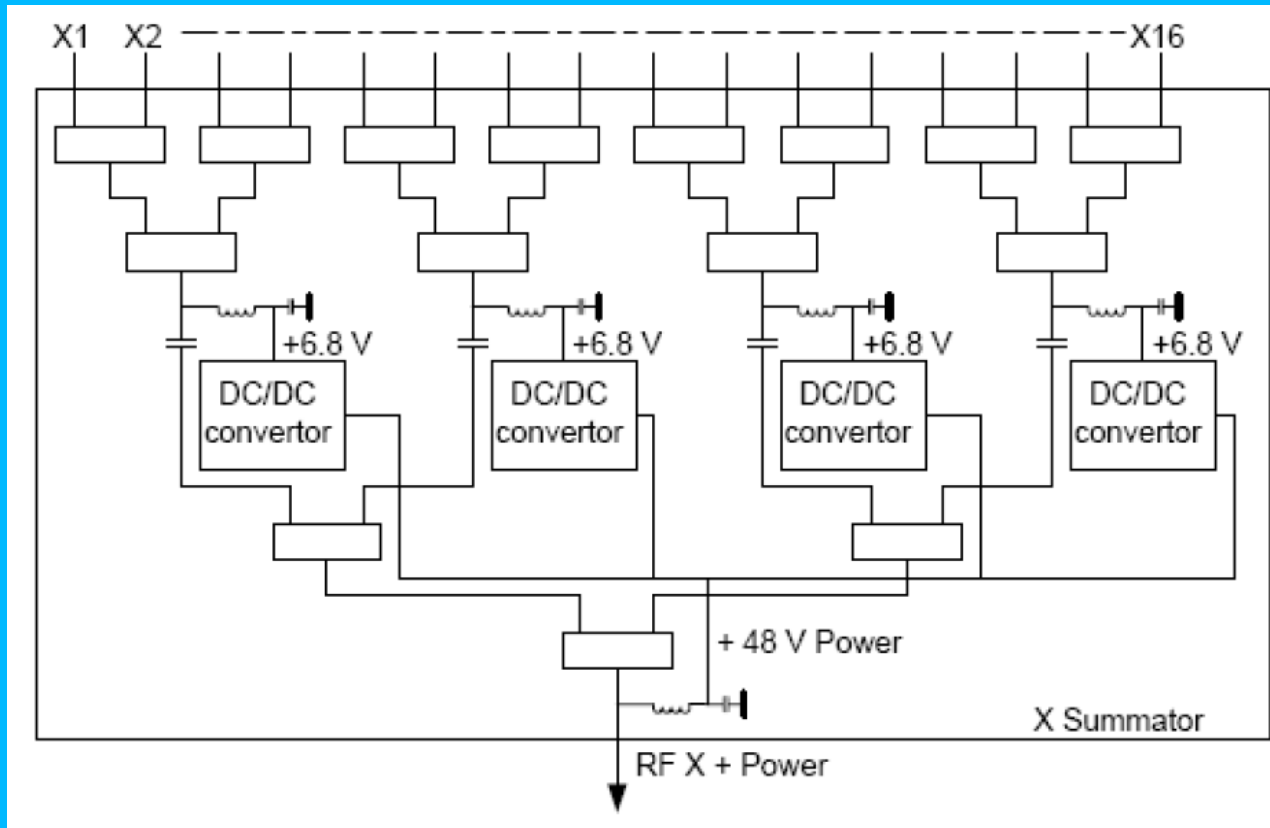 X1 X2 X16
+6.8 V +6.8 V +6.8 V +6.8 V
DC/DC DC/DC DC/DC DC/DC
convertor convertor convertor convertor
+ 48 V Power
X Summator
RF X + Power